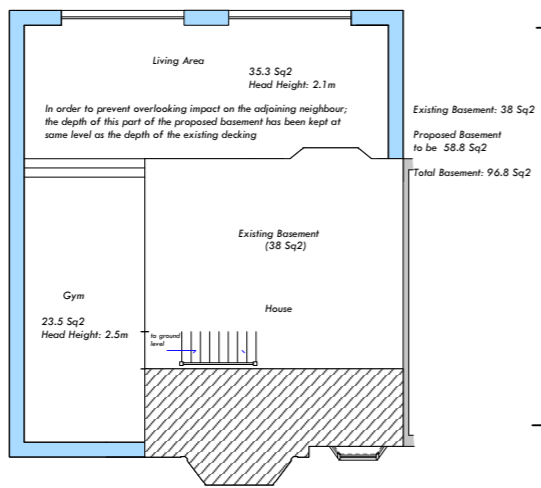 Living Area
35.3 Sq2
Head Height: 2.1m
In order to prevent overlooking impact on the adjoining neighbour;
the depth of this part of the proposed basement has been kept at
same level as the depth of the existing decking
Existing Basement: 38 Sq2
Proposed Basement
to be 58.8 Sq2
Total Basement: 96.8 Sq2
Existing Basement
(38 Sq2)
House
Gym
23.5 Sq2
Head Height: 2.5m
to ground
level